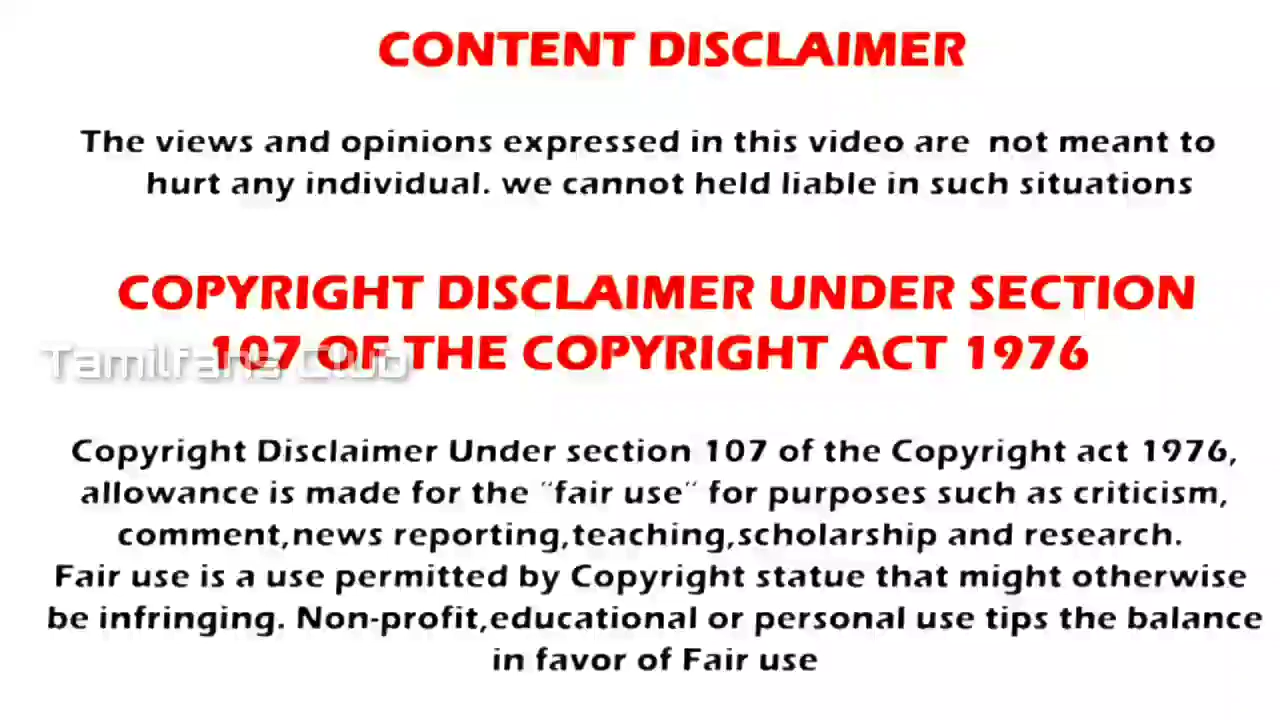 CONTENT DISCLAIMER
The views and opinions expressed in this video are not meant to
hurt any individual. we cannot held liable in such situations
COPYRIGHT DISCLAIMER UNDER SECTION
107 OF THE COPYRIGHT ACT 1976
Tamilfans Club
Copyright Disclaimer Under section 107 of the Copyright act 1976,
allowance is made for the "fair use" for purposes such as criticism,
comment,news reporting,teaching,scholarship and research.
Fair use is a use permitted by Copyright statue that might otherwise
be infringing. Non-profit,educational or personal use tips the balance
in favor of Fair use